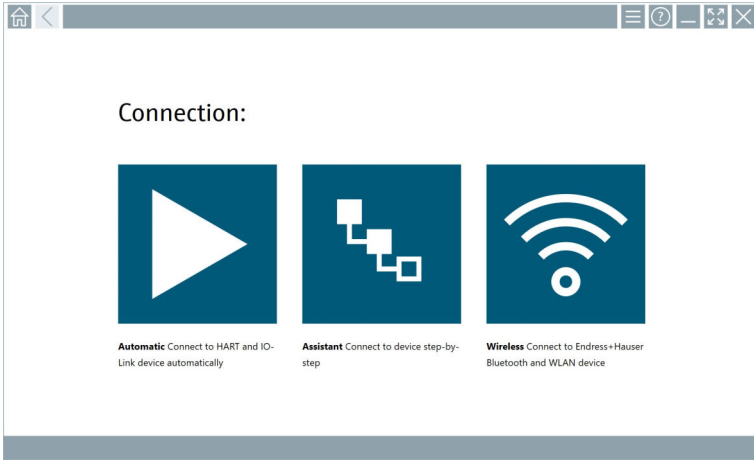 Connection:
Automatic Connect to HART and IO-
Link device automatically
Assistant Connect to device step-by-
step
Wireless Connect to Endress+Hauser
Bluetooth and WLAN device